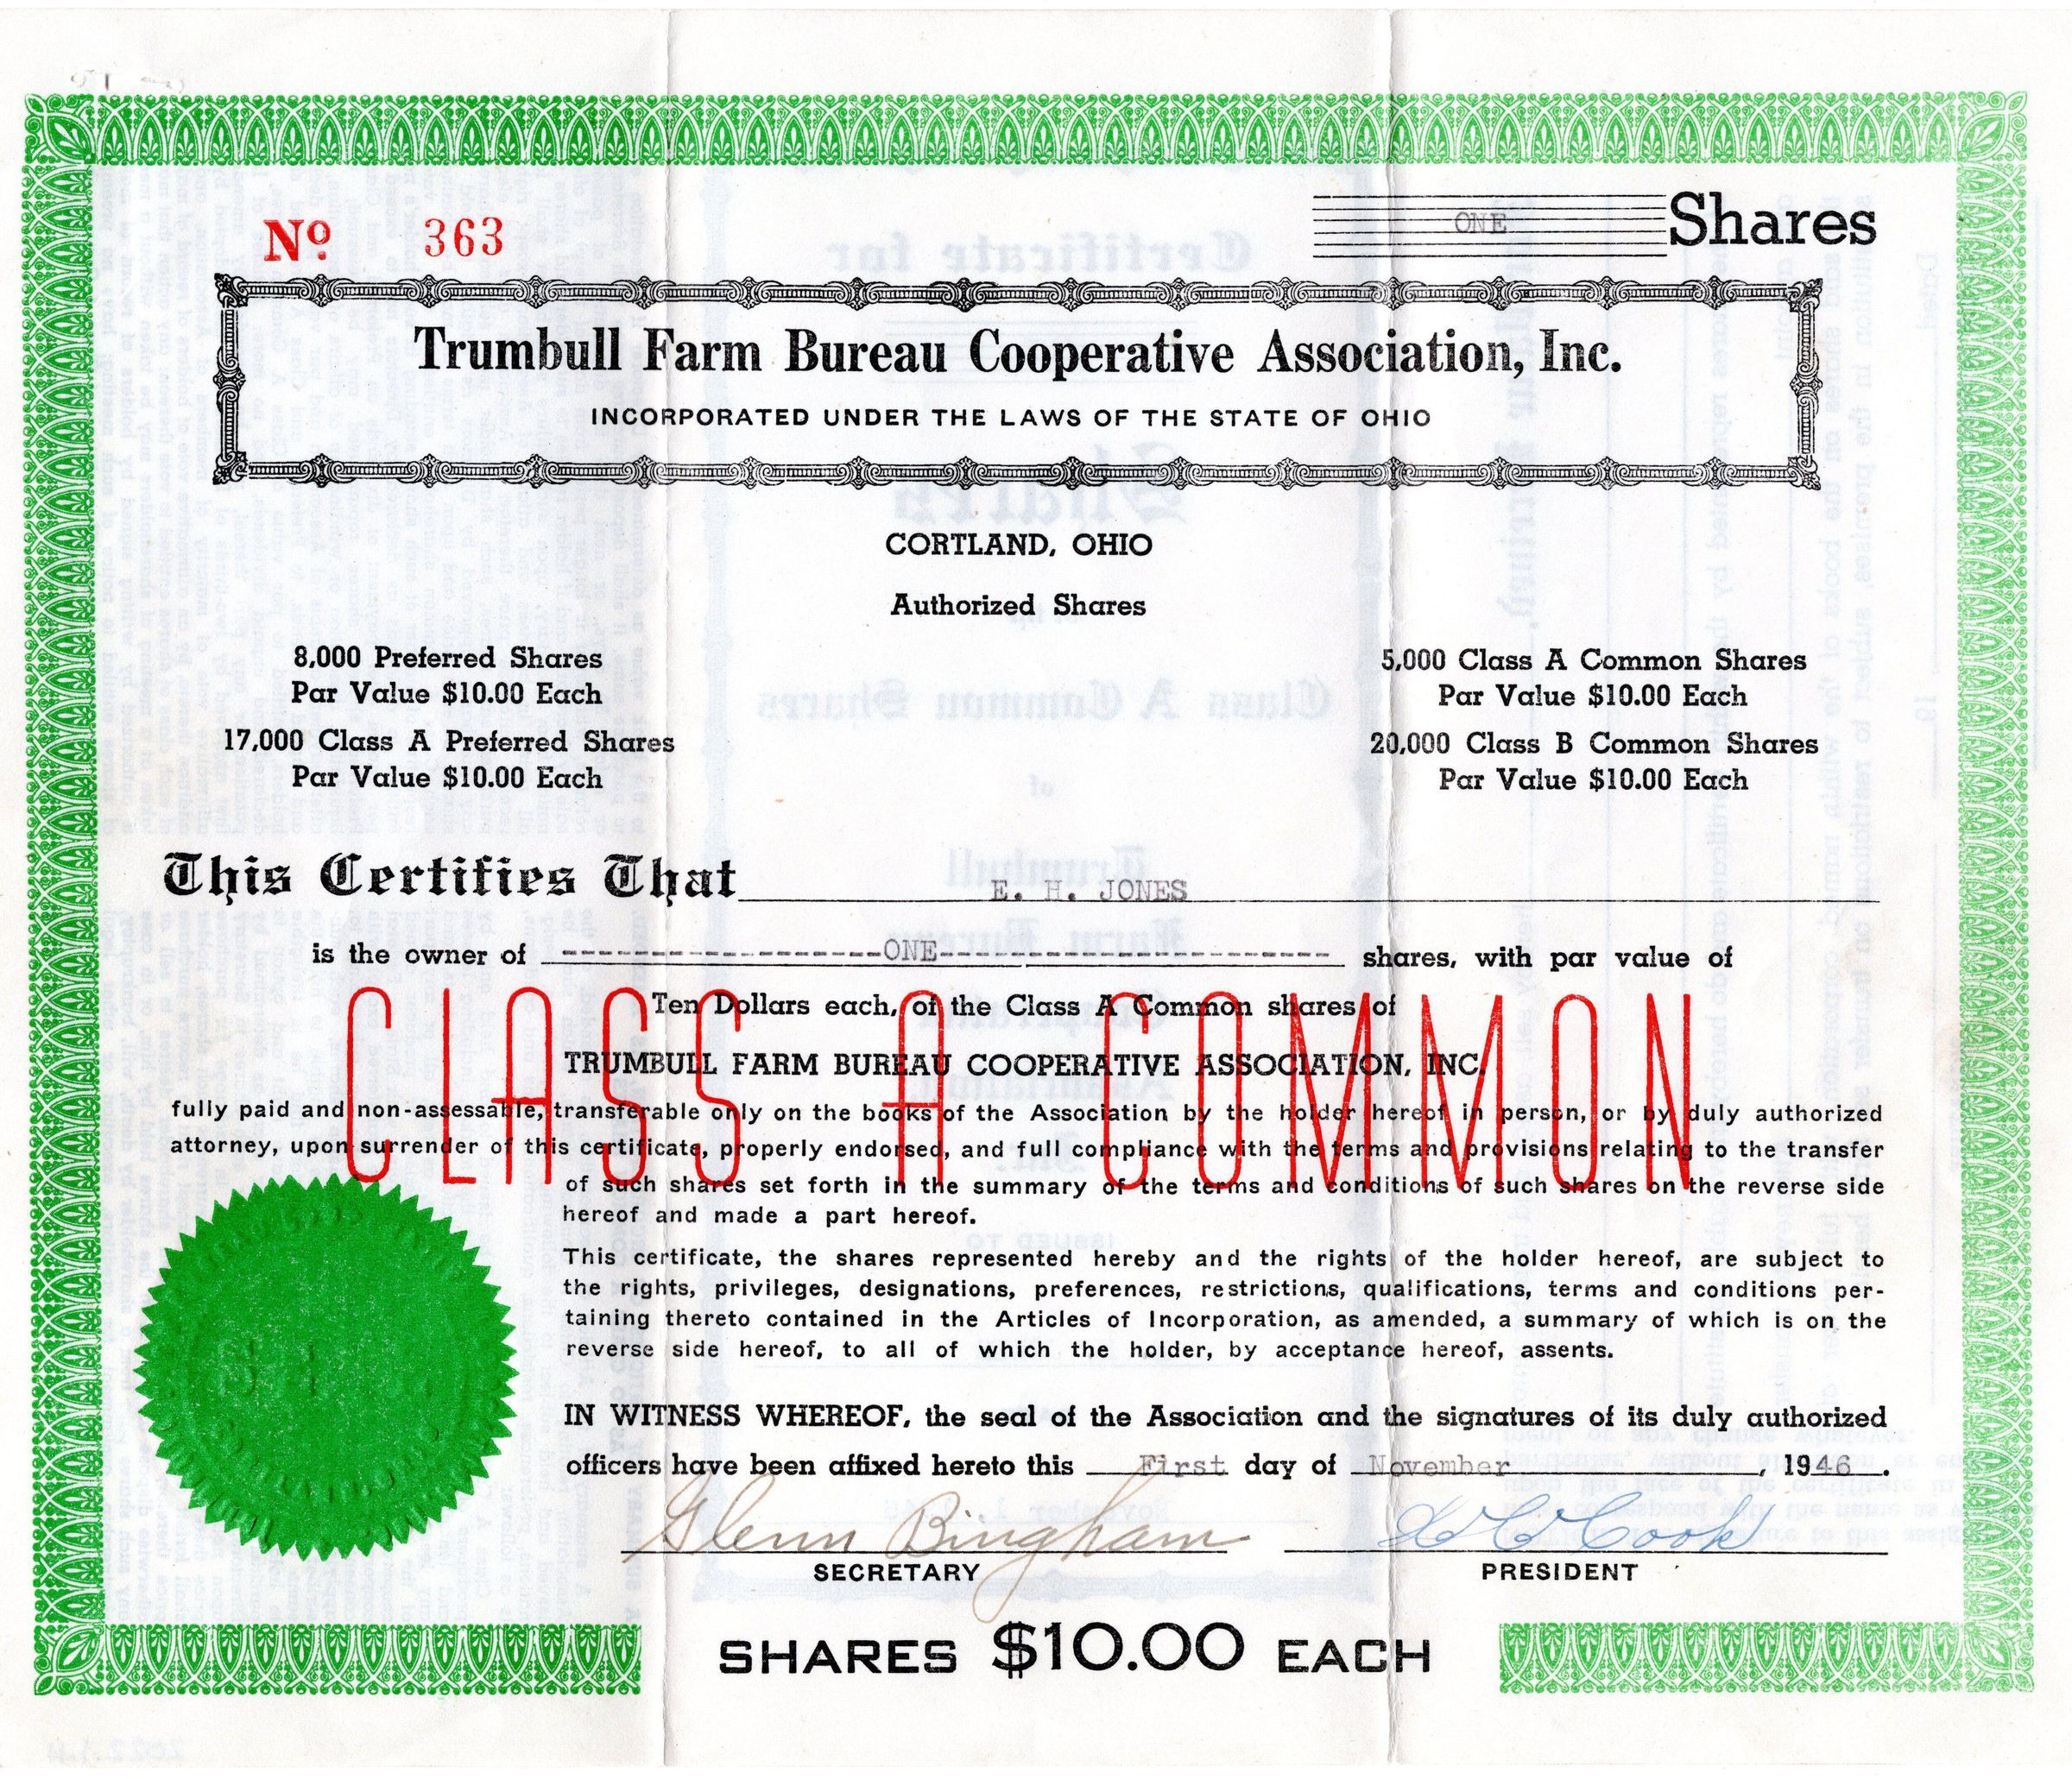 Nº 363
ONE Shares
Trumbull Farm Bureau Cooperative Association, Inc.
INCORPORATED UNDER THE LAWS OF THE STATE OF OHIO
CORTLAND, OHIO
Authorized Shares
8,000 Preferred Shares
Par Value $10.00 Each
17,000 Class A Preferred Shares
Par Value $10.00 Each
5,000 Class A Common Shares
Par Value $10.00 Each
20,000 Class B Common Shares
Par Value $10.00 Each
This Certifies That E. H. JONES
is the owner of -------------------ONE------------------------ shares, with par value of
Ten Dollars each, of the Class A Common shares of
CLASS A COMMON
TRUMBULL FARM BUREAU COOPERATIVE ASSOCIATION, INC.
fully paid and non-assessable, transferable only on the books of the Association by the holder hereof in person, or by duly authorized
attorney, upon surrender of this certificate, properly endorsed, and full compliance with the terms and provisions relating to the transfer
of such shares set forth in the summary of the terms and conditions of such shares on the reverse side
hereof and made a part hereof.
This certificate, the shares represented hereby and the rights of the holder hereof, are subject to
the rights, privileges, designations, preferences, restrictions, qualifications, terms and conditions per-
taining thereto contained in the Articles of Incorporation, as amended, a summary of which is on the
reverse side hereof, to all of which the holder, by acceptance hereof, assents.
IN WITNESS WHEREOF, the seal of the Association and the signatures of its duly authorized
officers have been affixed hereto this First day of November, 1946.
Glenn Bingham
SECRETARY
Cook
PRESIDENT
SHARES $10.00 EACH